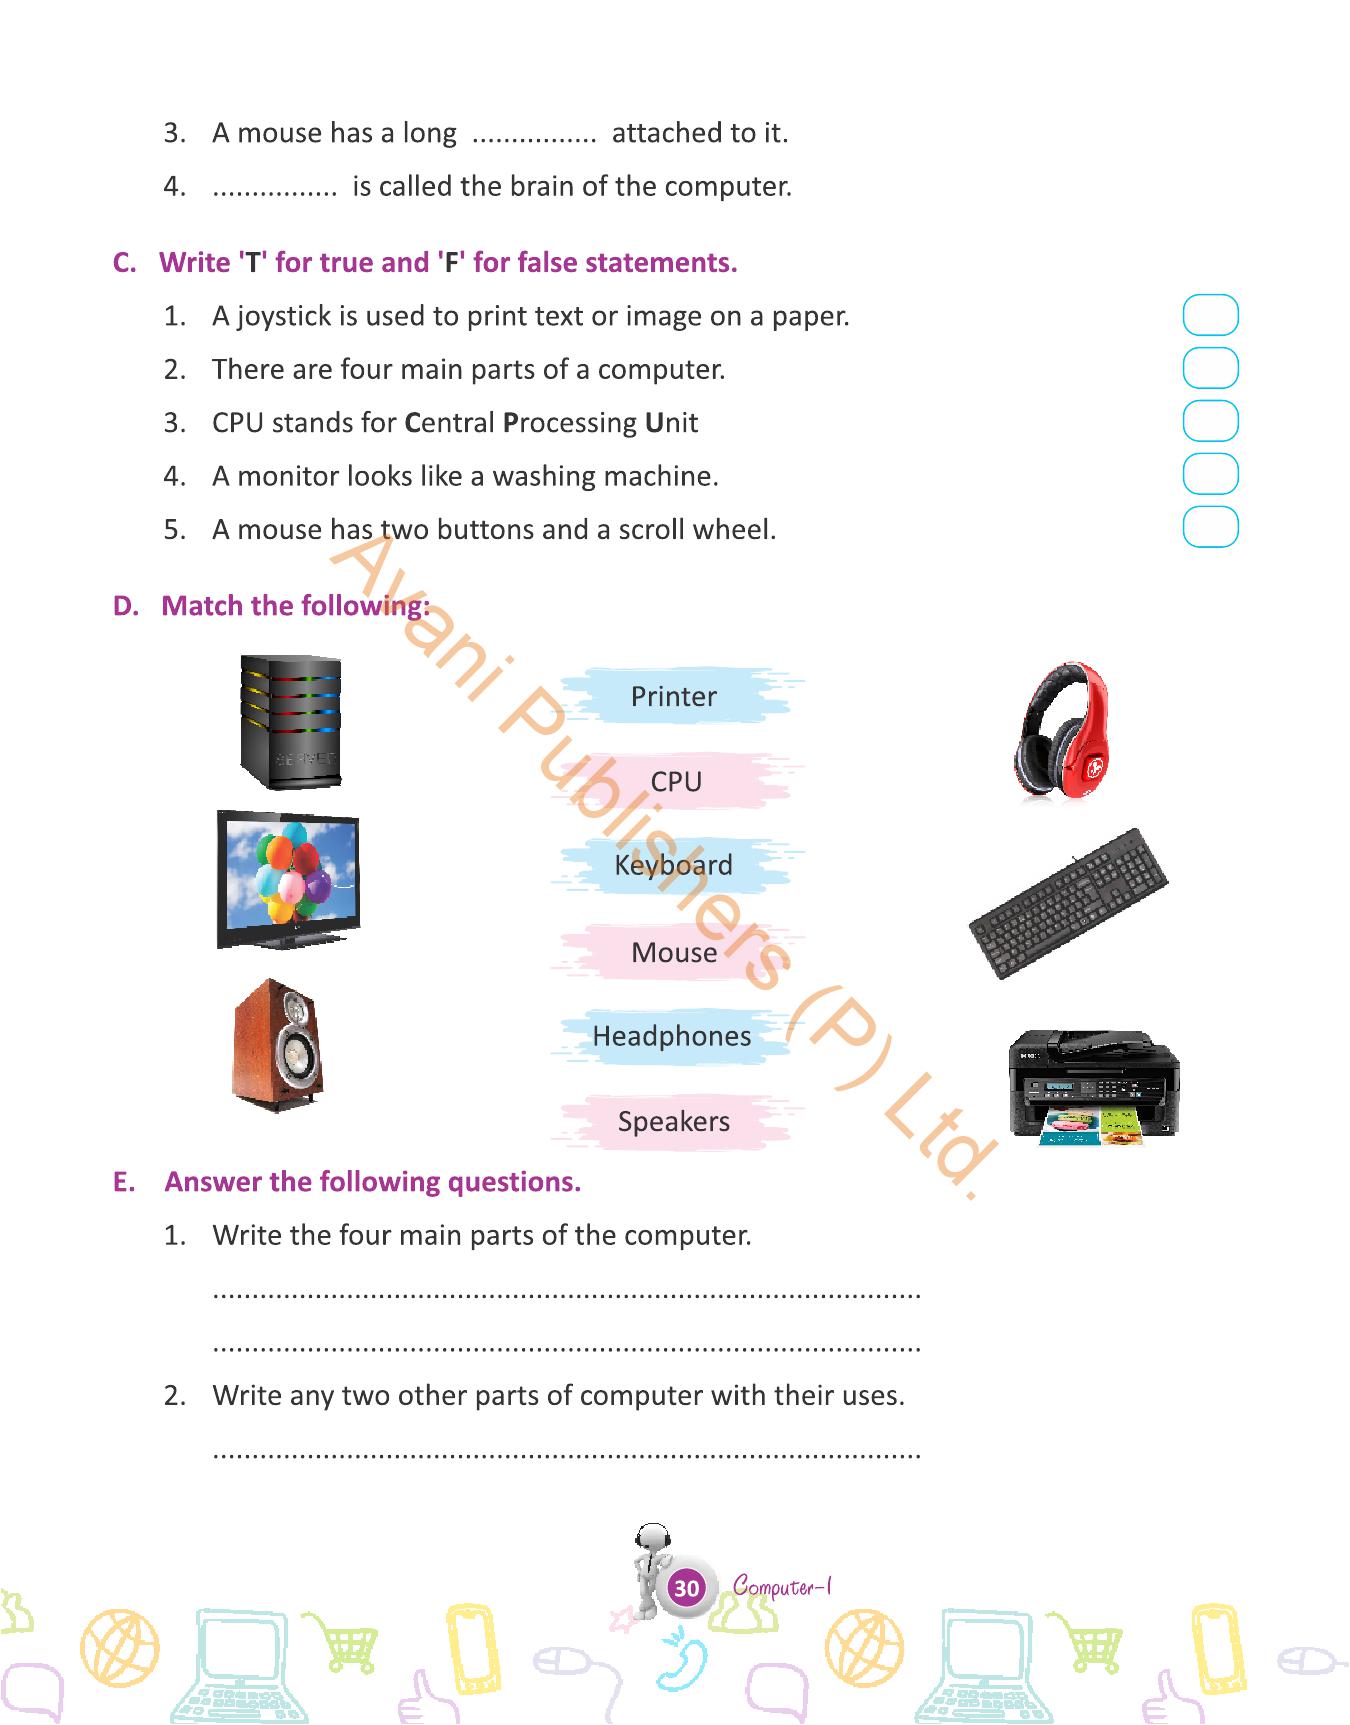 3. A mouse has a long ................ attached to it.
4. ................ is called the brain of the computer.
C. Write 'T' for true and 'F' for false statements.
1. A joystick is used to print text or image on a paper.
2. There are four main parts of a computer.
3. CPU stands for Central Processing Unit
4. A monitor looks like a washing machine.
5. A mouse has two buttons and a scroll wheel.
D. Match the following:
SERVER
Printer
CPU
Keyboard
Mouse
Headphones
Speakers
Avani Publishers (P) Ltd.
E. Answer the following questions.
1. Write the four main parts of the computer.
...........................................................................................
...........................................................................................
2. Write any two other parts of computer with their uses.
...........................................................................................
30 Computer-1